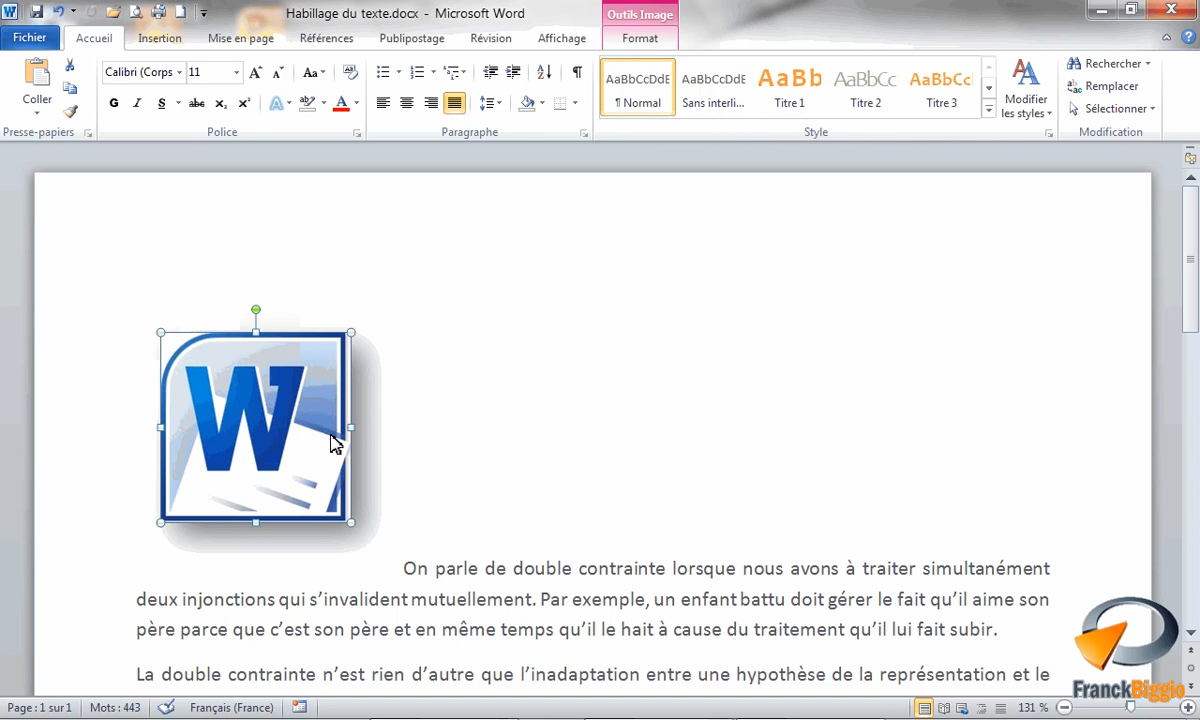 Habillage du texte.docx - Microsoft Word
Outils Image
Fichier Accueil Insertion Mise en page Références Publipostage Révision Affichage Format
Coller
Presse-papiers
Calibri (Corps 11
G I S abc x₂ x²
Police
Paragraphe
AaBbCcDdE AaBbCcDdE AaBb AaBbCc AaBbCc
¶ Normal Sans interli... Titre 1 Titre 2 Titre 3
Style
Modifier
les styles
Rechercher
Remplacer
Sélectionner
Modification
W
On parle de double contrainte lorsque nous avons à traiter simultanément
deux injonctions qui s’invalident mutuellement. Par exemple, un enfant battu doit gérer le fait qu’il aime son
père parce que c’est son père et en même temps qu’il le hait à cause du traitement qu’il lui fait subir.
La double contrainte n’est rien d’autre que l’inadaptation entre une hypothèse de la représentation et le
FranckBiggio
Page : 1 sur 1 Mots : 443 Français (France) 131 %